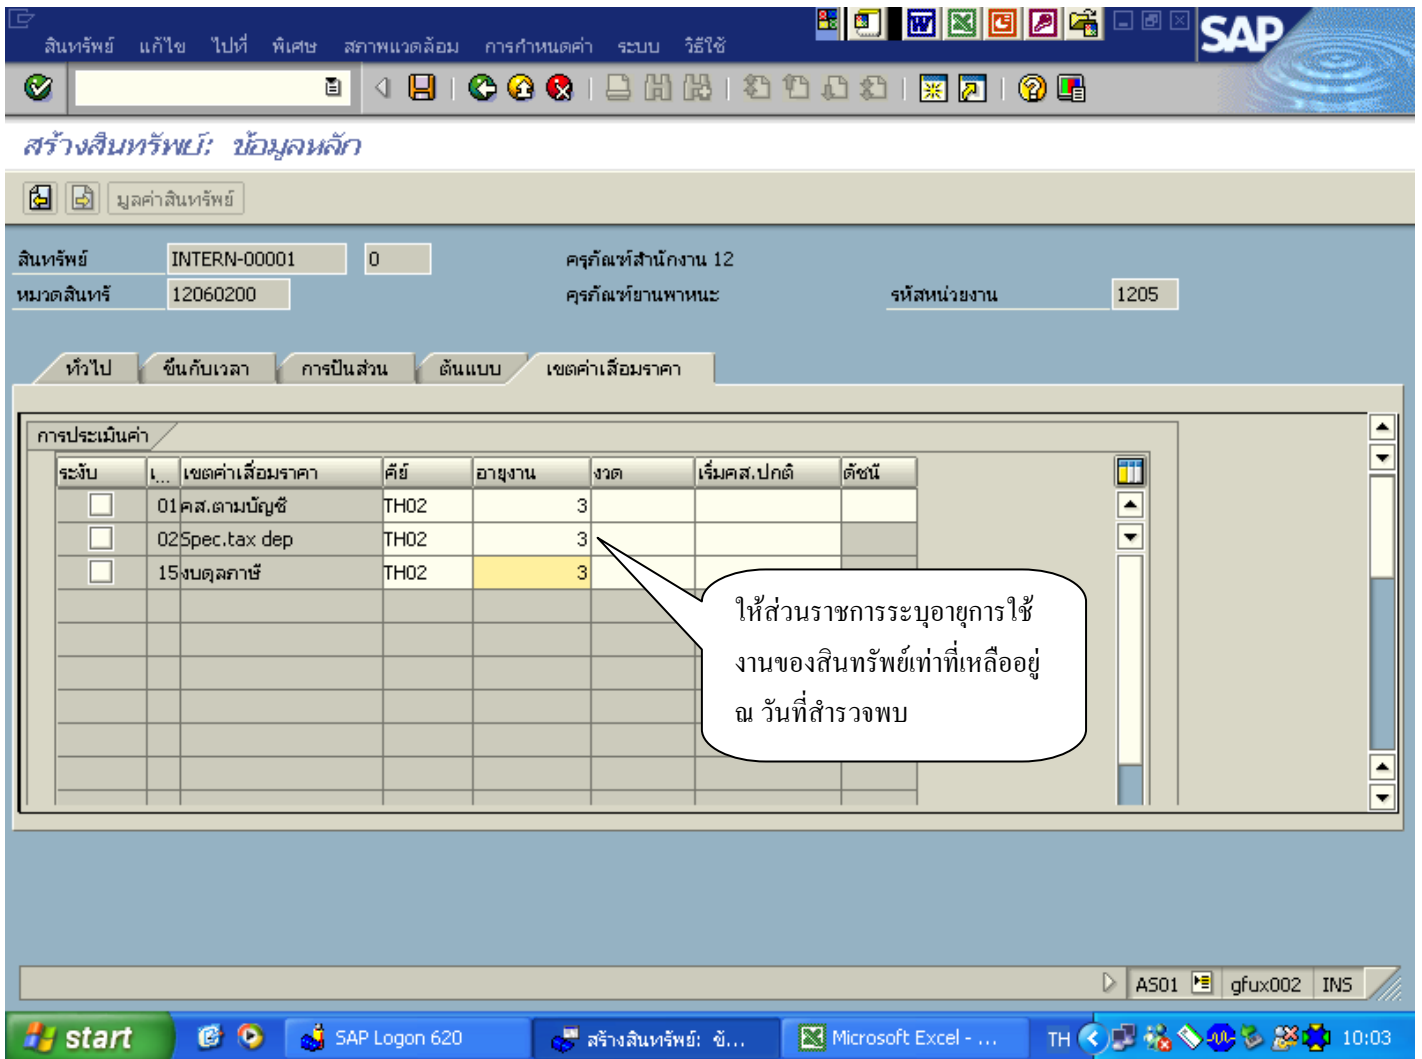 สินทรัพย์ แก้ไข ไปที่ พิเศษ สภาพแวดล้อม การกำหนดค่า ระบบ วิธีใช้
SAP
สร้างสินทรัพย์: ข้อมูลหลัก
มูลค่าสินทรัพย์
สินทรัพย์ INTERN-00001 0 ครุภัณฑ์สำนักงาน 12
หมวดสินทรั 12060200 คุรภัณฑ์ยานพาหนะ รหัสหน่วยงาน 1205
ทั่วไป ขึ้นกับเวลา การปันส่วน ต้นแบบ เขตค่าเสื่อมราคา
การประเมินค่า
ระงับ เ... เขตค่าเสื่อมราคา คีย์ อายุงาน งวด เริ่มคส.ปกติ ดัชนี
01 คส.ตามบัญชี TH02 3
02 Spec.tax dep TH02 3
15 งบดุลภาษี TH02 3
ให้ส่วนราชการระบุอายุการใช้
งานของสินทรัพย์เท่าที่เหลืออยู่
ณ วันที่สำรวจพบ
AS01 gfux002 INS
start SAP Logon 620 สร้างสินทรัพย์: ข้... Microsoft Excel - ... TH 10:03